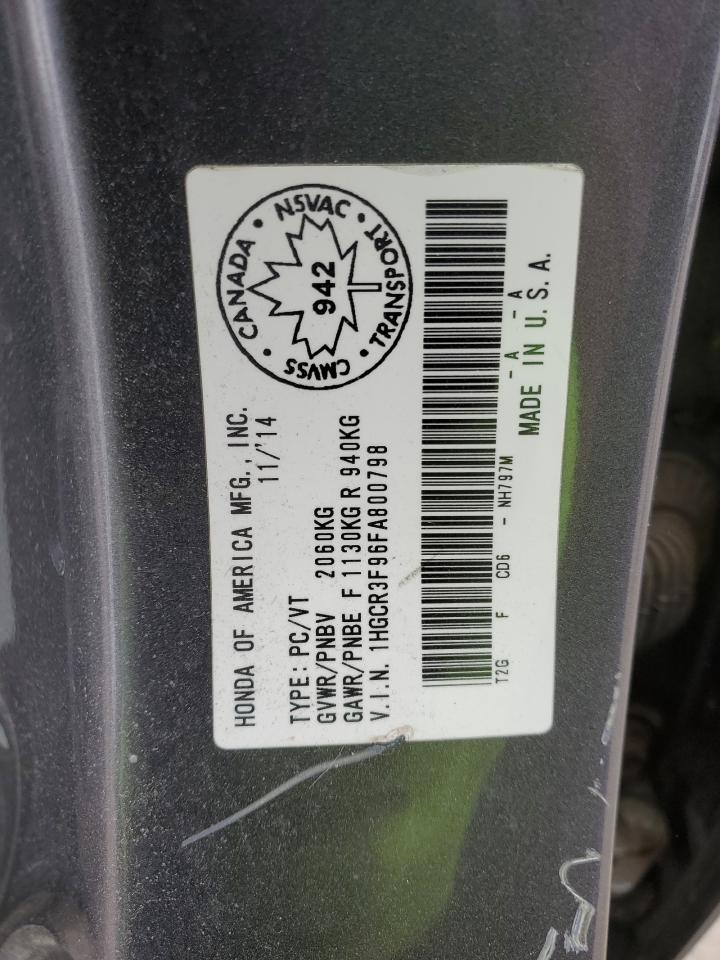 HONDA OF AMERICA MFG., INC.
11/'14
TYPE: PC/VT
GVWR/PNBV 2060KG
GAWR/PNBE F 1130KG R 940KG
V.I.N. 1HGCR3F96FA800798
CANADA • NSVAC • TRANSPORT • CMVSS •
942
T2G F CD6 - NH797M - A - A
MADE IN U.S.A.